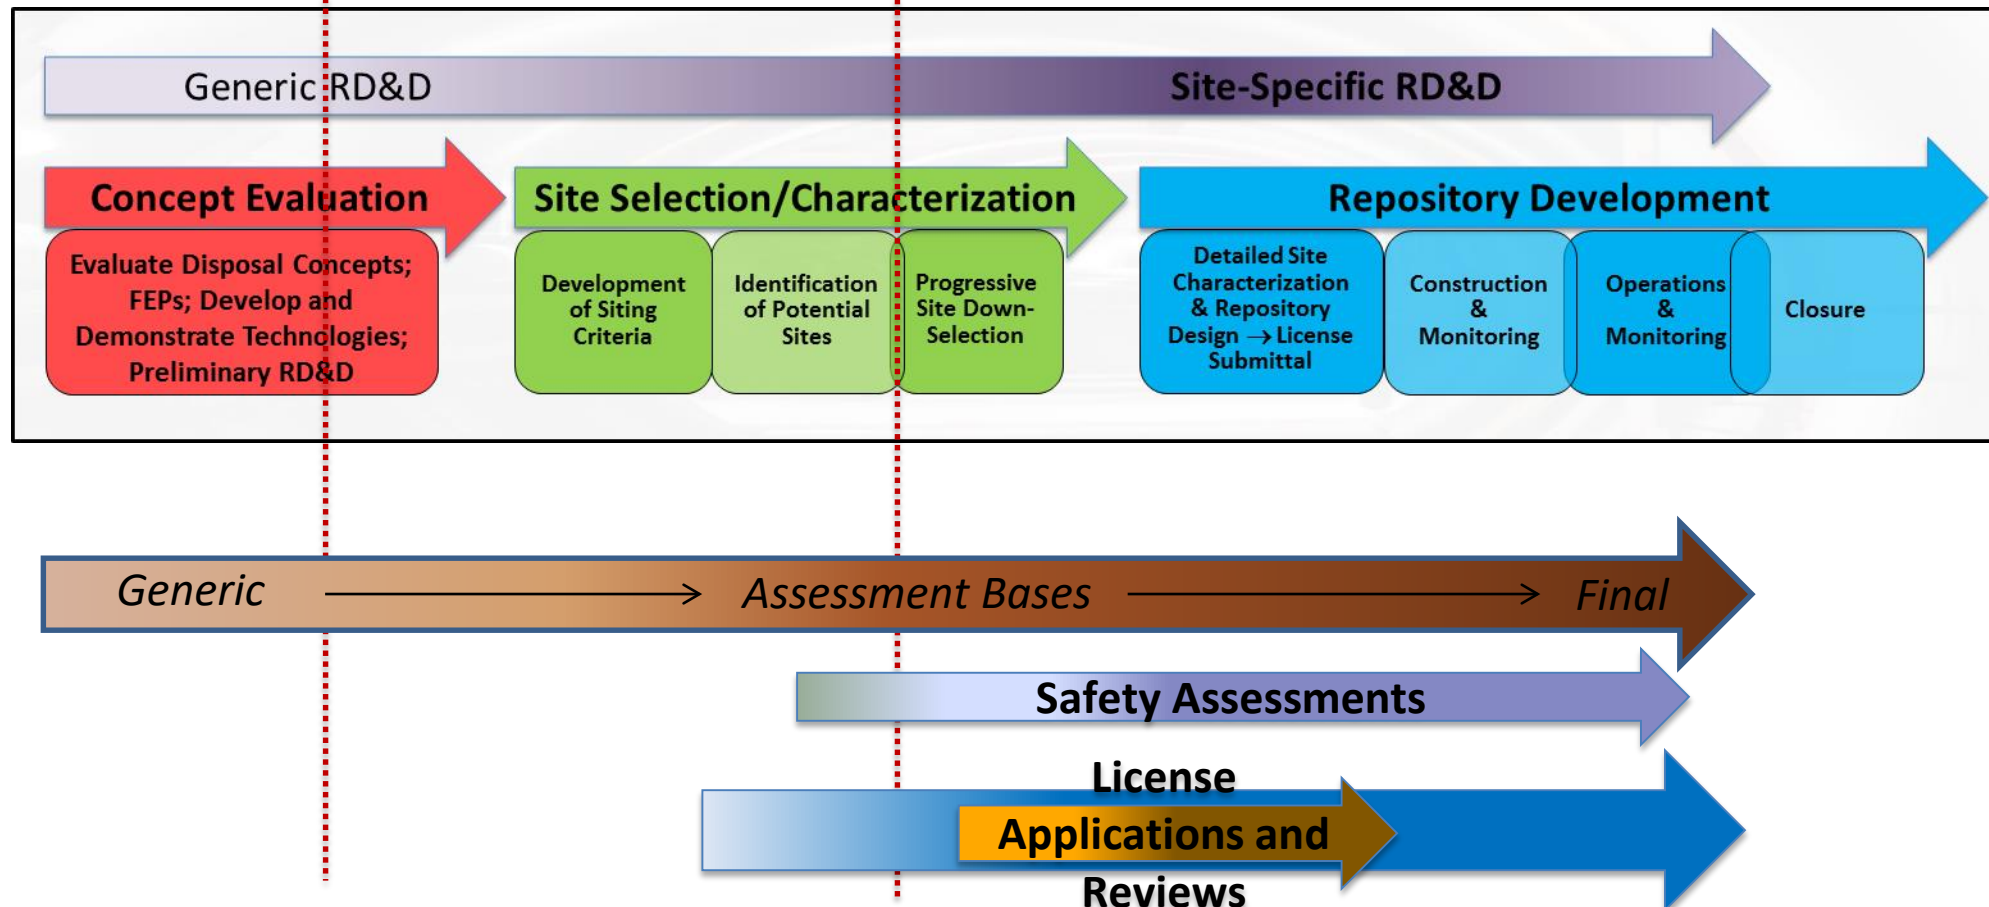 Generic RD&D
Site-Specific RD&D
Concept Evaluation
Site Selection/Characterization
Repository Development
Evaluate Disposal Concepts;
FEPs; Develop and
Demonstrate Technologies;
Preliminary RD&D
Development
of Siting
Criteria
Identification
of Potential
Sites
Progressive
Site Down-
Selection
Detailed Site
Characterization
& Repository
Design → License
Submittal
Construction
&
Monitoring
Operations
&
Monitoring
Closure
Generic
Assessment Bases
Final
Safety Assessments
License
Applications and
Reviews